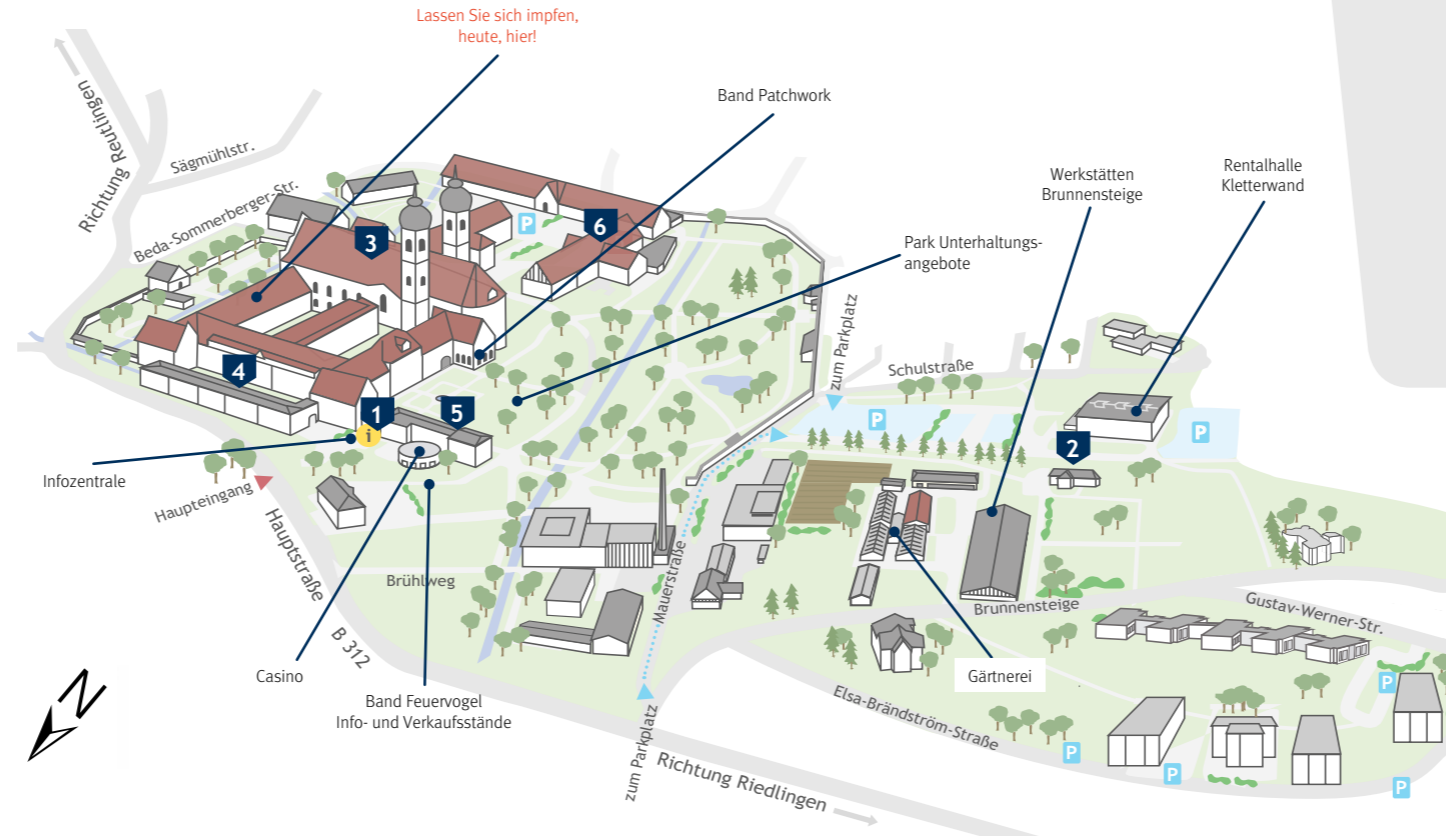 Lassen Sie sich impfen,
heute, hier!
Band Patchwork
Werkstätten
Brunnensteige
Rentalhalle
Kletterwand
Richtung Reutlingen
Sägmühlstr.
Beda-Sommerberger-Str.
P
6
3
Park Unterhaltungs-
angebote
zum Parkplatz
Schulstraße
4
1
i
5
P
P
2
Infozentrale
Haupteingang
Hauptstraße
B 312
Brühlweg
Mauerstraße
Brunnensteige
Gustav-Werner-Str.
Casino
Band Feuervogel
Info- und Verkaufsstände
Gärtnerei
Elsa-Brändström-Straße
P
P
P
P
N
zum Parkplatz
Richtung Riedlingen